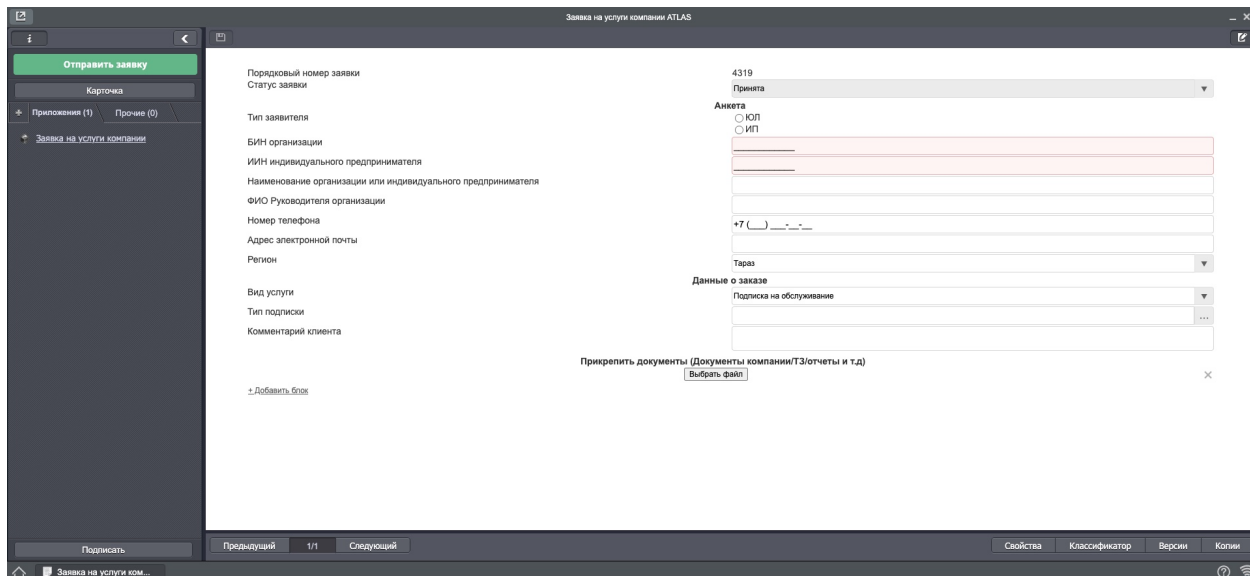 Заявка на услуги компании ATLAS
i
Отправить заявку
Карточка
+ Приложения (1) Прочие (0)
Заявка на услуги компании
Порядковый номер заявки 4319
Статус заявки Принята
Анкета
Тип заявителя ЮЛ
ИП
БИН организации ____________
ИИН индивидуального предпринимателя ____________
Наименование организации или индивидуального предпринимателя
ФИО Руководителя организации
Номер телефона +7 (___) ___-__-__
Адрес электронной почты
Регион Тараз
Данные о заказе
Вид услуги Подписка на обслуживание
Тип подписки ...
Комментарий клиента
Прикрепить документы (Документы компании/ТЗ/отчеты и т.д)
Выбрать файл
+ Добавить блок
Подписать
Предыдущий 1/1 Следующий Свойства Классификатор Версии Копии
Заявка на услуги ком...